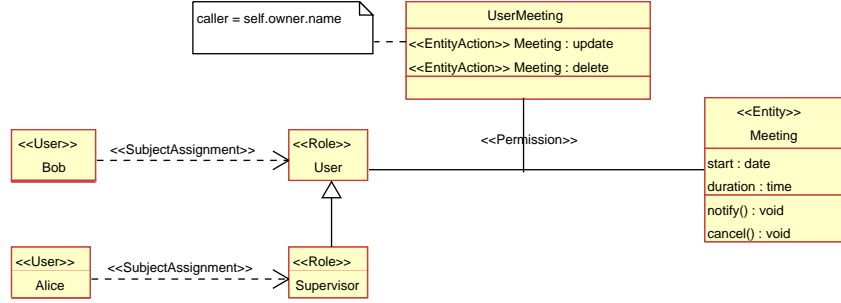 caller = self.owner.name
UserMeeting
<<EntityAction>> Meeting : update
<<EntityAction>> Meeting : delete
<<Permission>>
<<Entity>>
Meeting
start : date
duration : time
notify() : void
cancel() : void
<<User>>
Bob
<<SubjectAssignment>>
<<Role>>
User
<<User>>
Alice
<<SubjectAssignment>>
<<Role>>
Supervisor